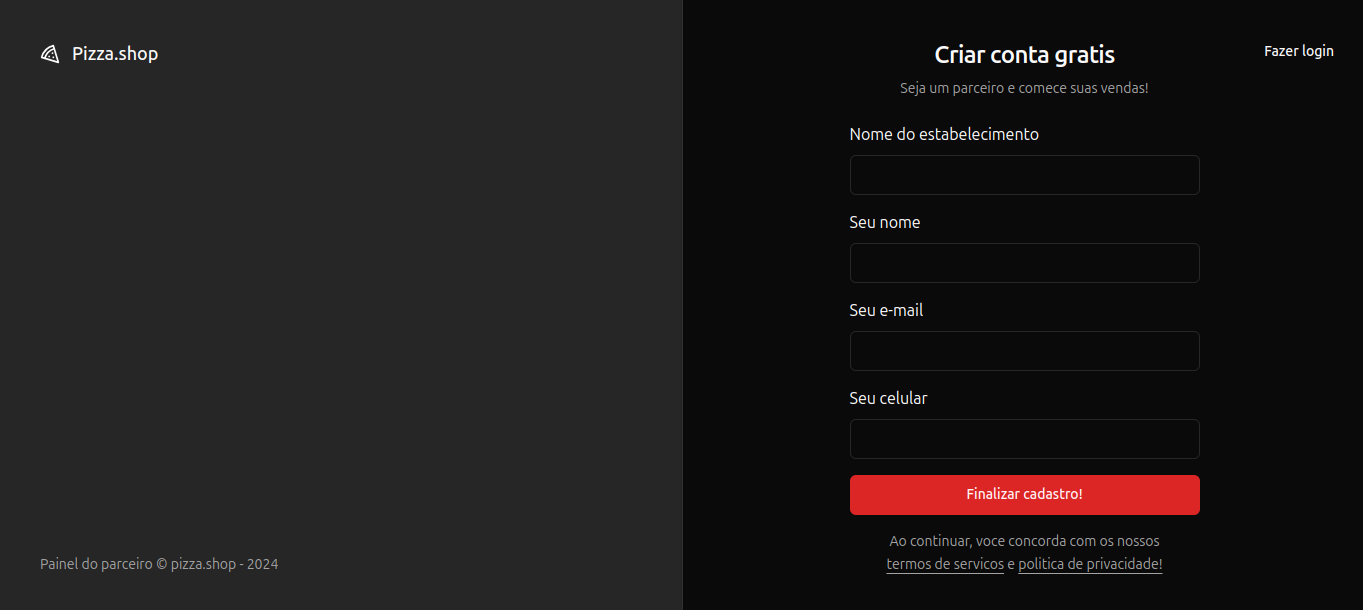 Pizza.shop
Painel do parceiro © pizza.shop - 2024
Fazer login
Criar conta gratis
Seja um parceiro e comece suas vendas!
Nome do estabelecimento
Seu nome
Seu e-mail
Seu celular
Finalizar cadastro!
Ao continuar, voce concorda com os nossos
termos de servicos e politica de privacidade!